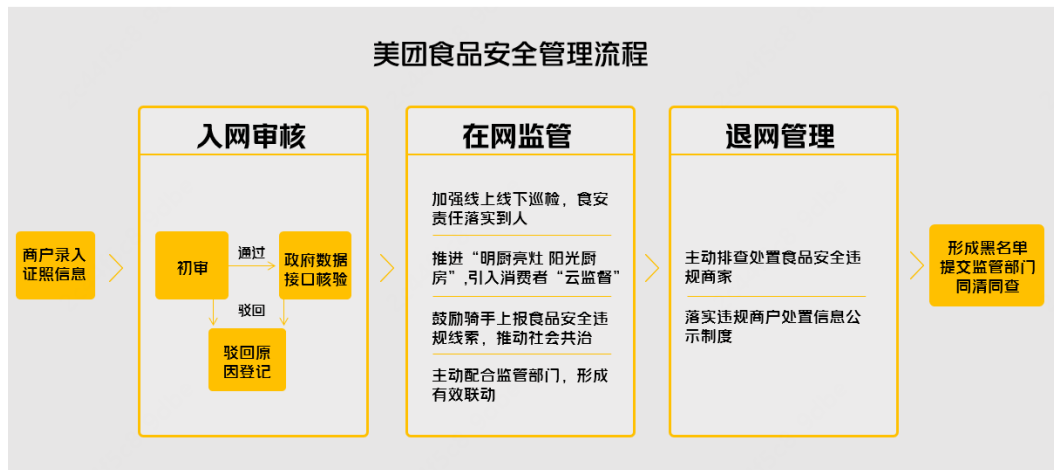 美团食品安全管理流程
商户录入
证照信息
入网审核
初审
通过
政府数据
接口核验
驳回
驳回原
因登记
在网监管
加强线上线下巡检，食安
责任落实到人
推进“明厨亮灶 阳光厨
房”,引入消费者“云监督”
鼓励骑手上报食品安全违
规线索，推动社会共治
主动配合监管部门，形成
有效联动
退网管理
主动排查处置食品安全违
规商家
落实违规商户处置信息公
示制度
形成黑名单
提交监管部门
同清同查